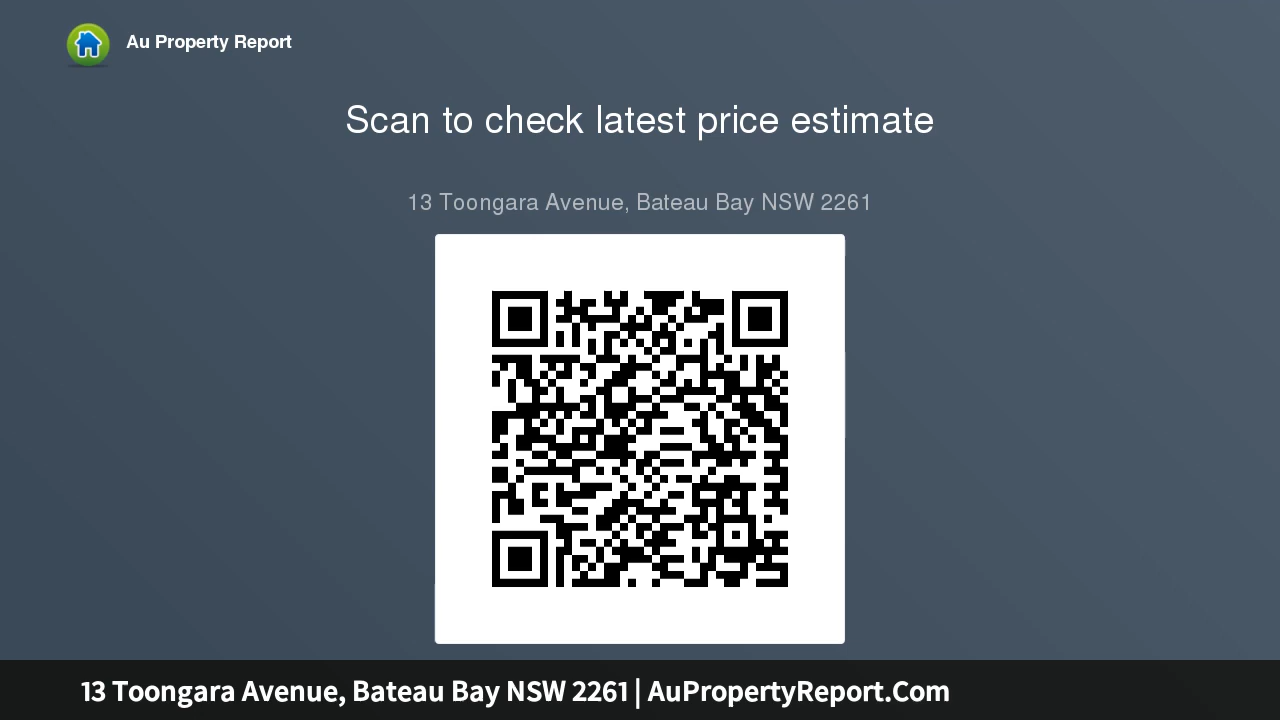 Au Property Report
Scan to check latest price estimate
13 Toongara Avenue, Bateau Bay NSW 2261
13 Toongara Avenue, Bateau Bay NSW 2261 | AuPropertyReport.Com